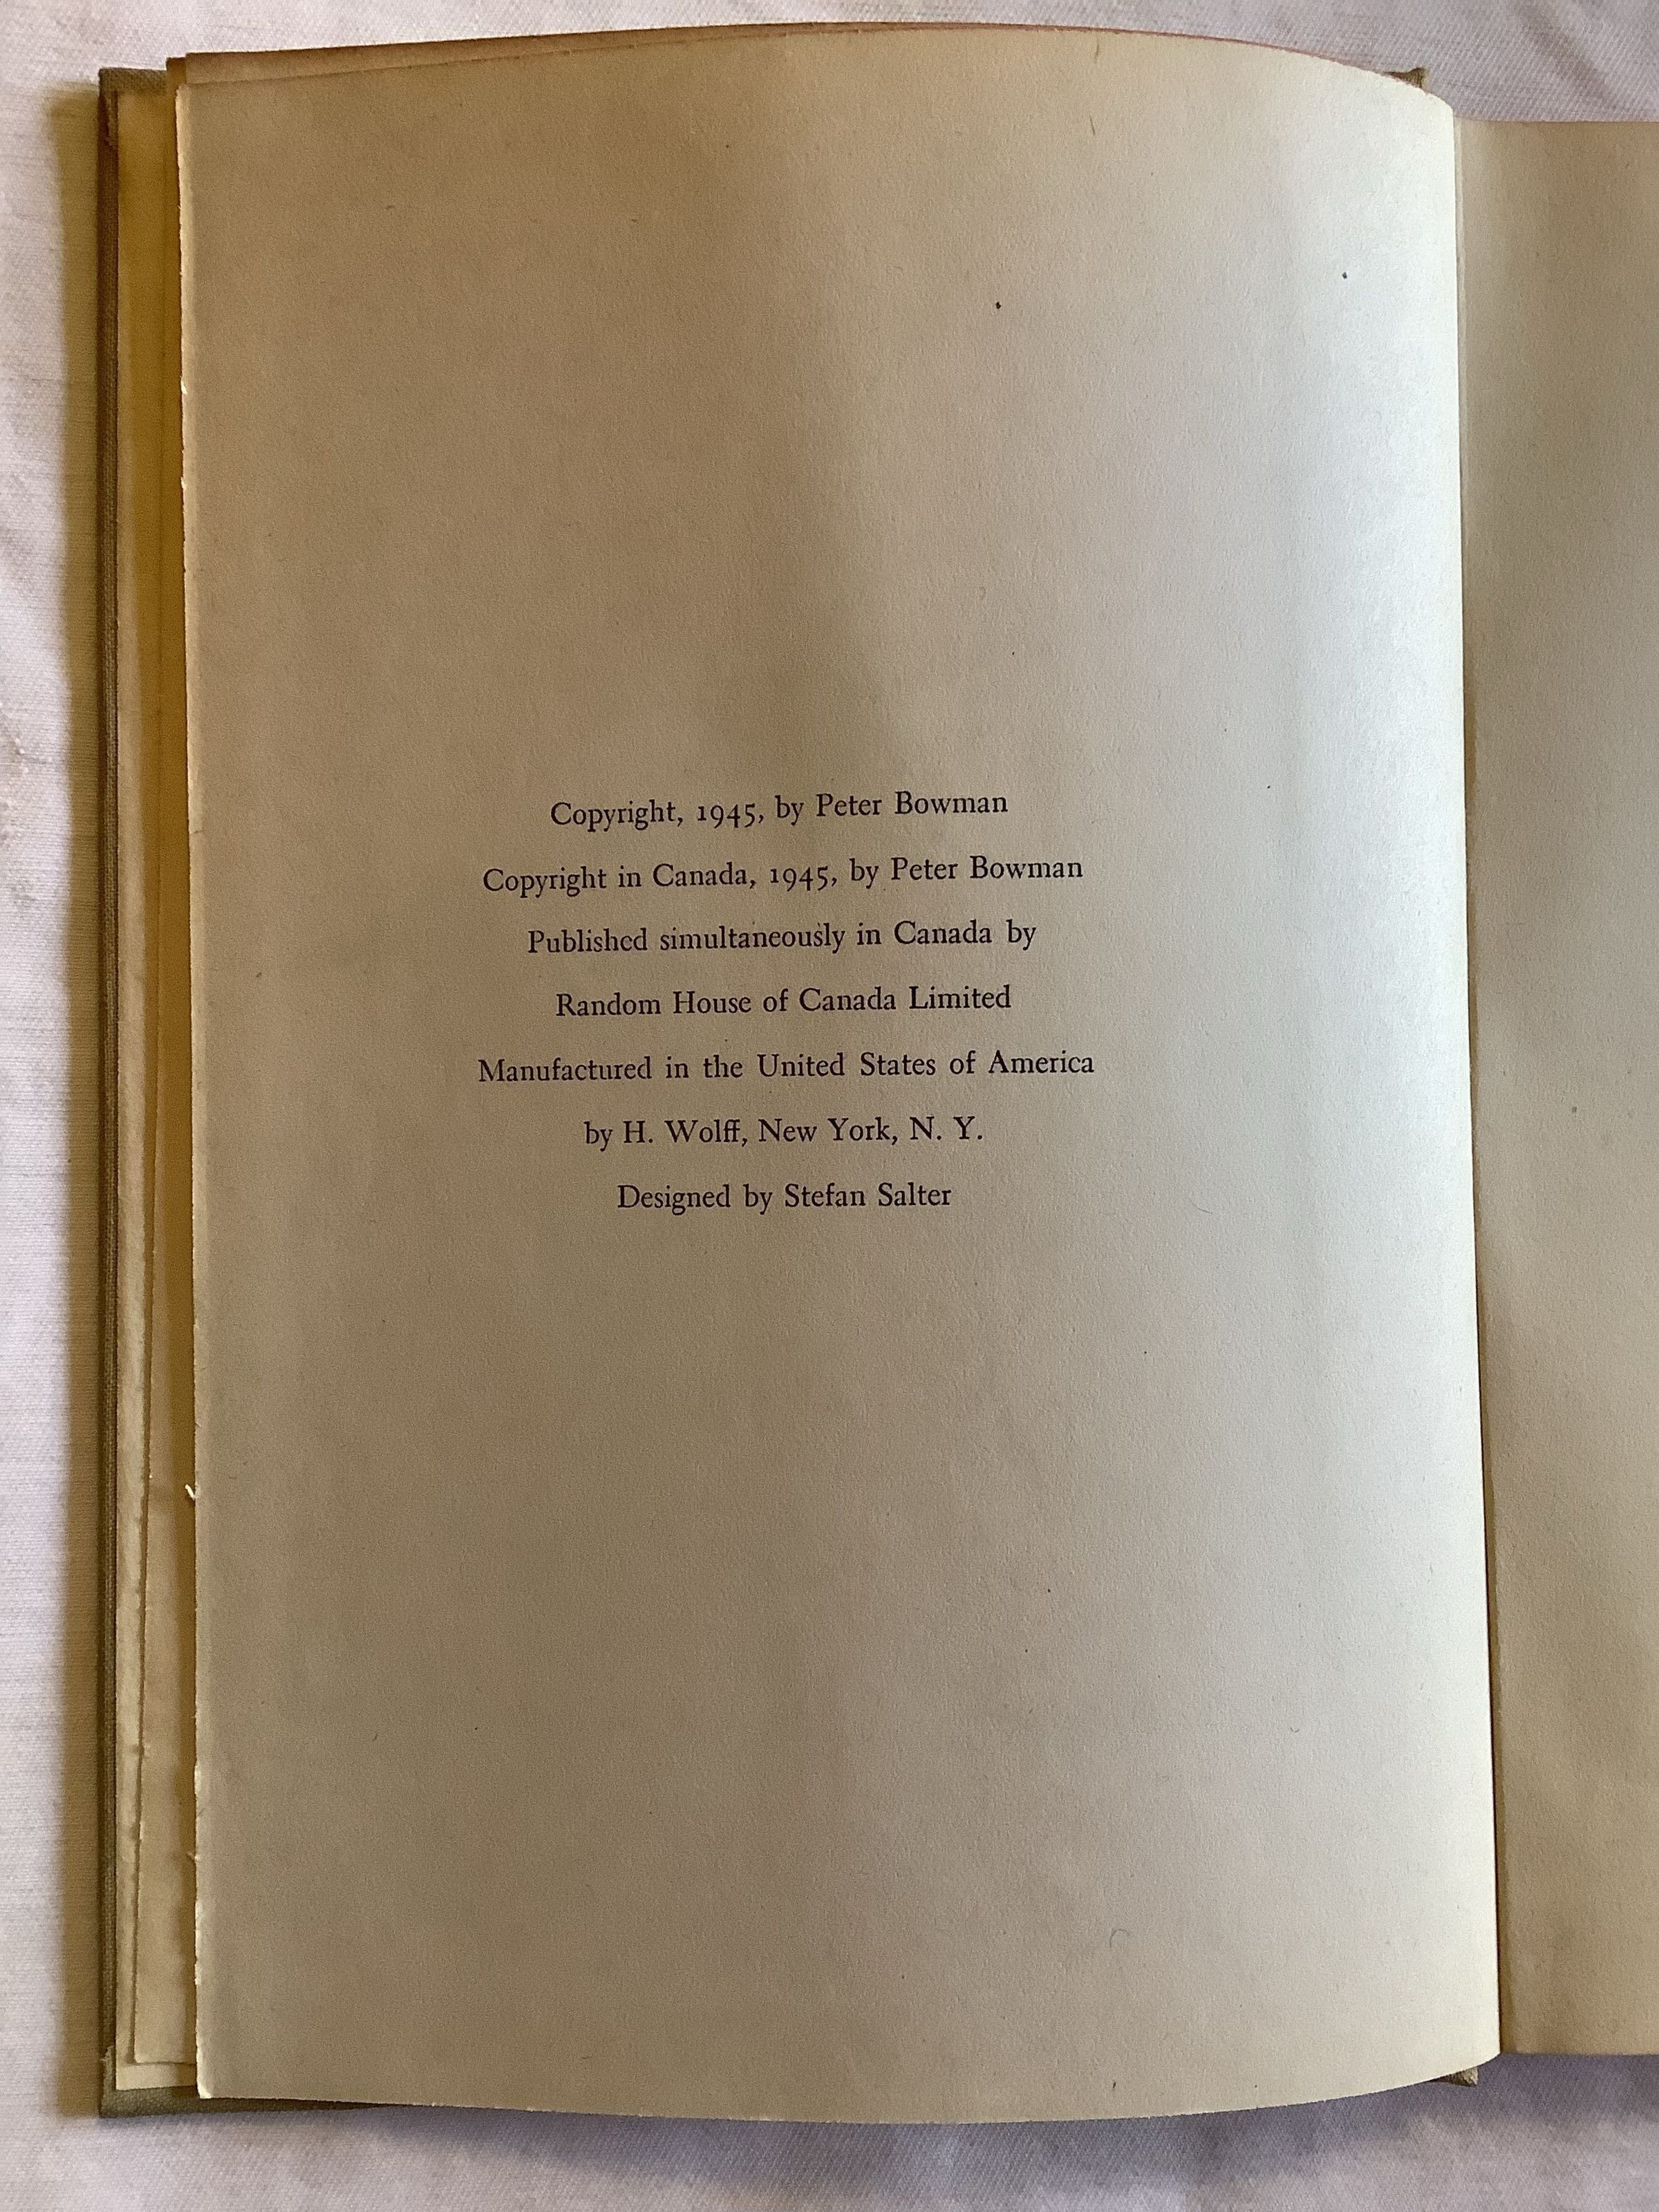 Copyright, 1945, by Peter Bowman
Copyright in Canada, 1945, by Peter Bowman
Published simultaneously in Canada by
Random House of Canada Limited
Manufactured in the United States of America
by H. Wolff, New York, N. Y.
Designed by Stefan Salter